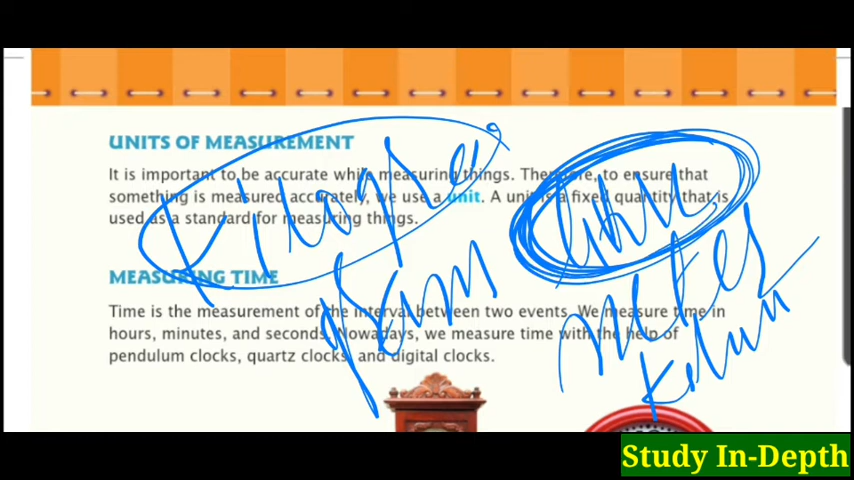 UNITS OF MEASUREMENT
It is important to be accurate while measuring things. Therefore, to ensure that
something is measured accurately, we use a unit. A unit is a fixed quantity that is
used as a standard for measuring things.
MEASURING TIME
Time is the measurement of the interval between two events. We measure time in
hours, minutes, and seconds. Nowadays, we measure time with the help of
pendulum clocks, quartz clocks, and digital clocks.
gram
meter
Study In-Depth